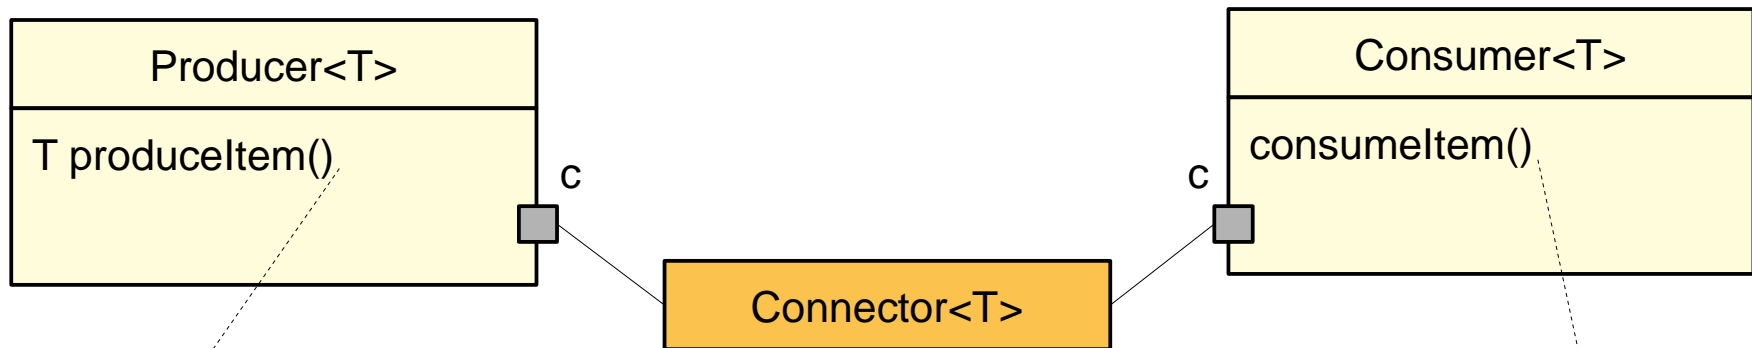 Producer<T>
T produceItem()
c
Connector<T>
c
Consumer<T>
consumeItem()